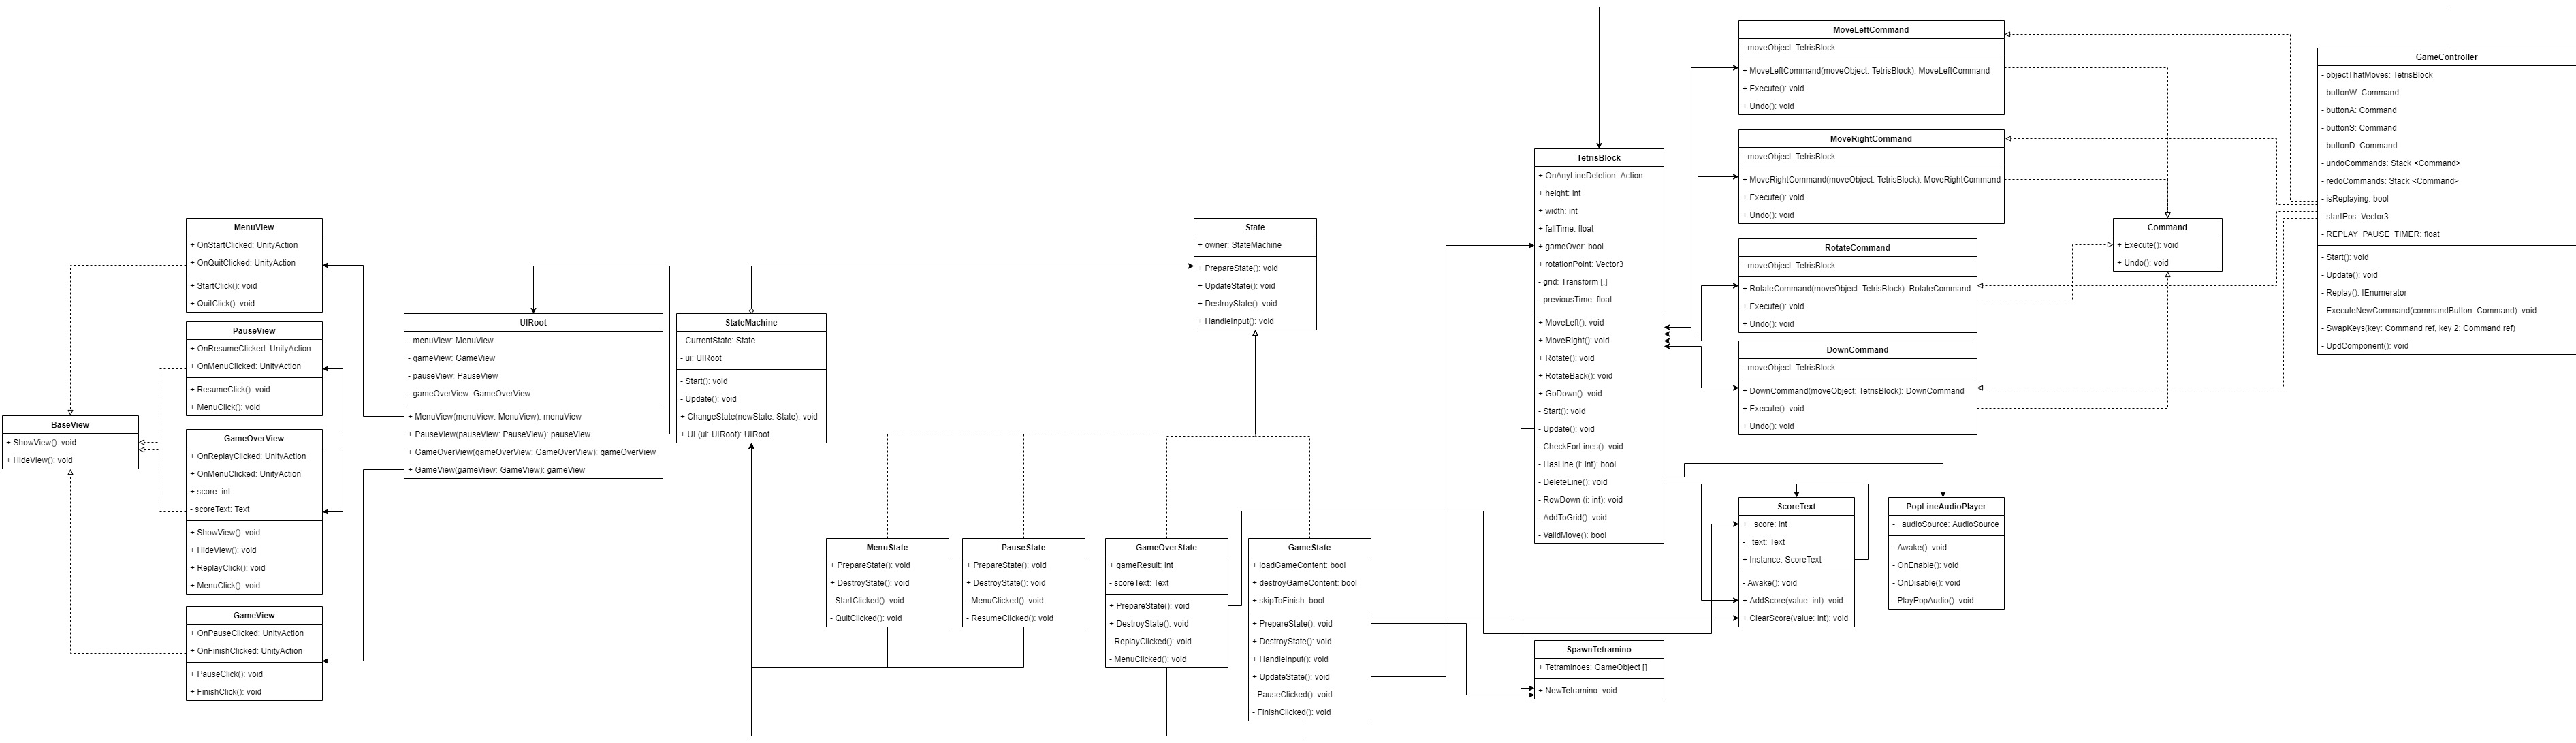 MenuView
+ OnStartClicked: UnityAction
+ OnQuitClicked: UnityAction
+ StartClick(): void
+ QuitClick(): void
PauseView
+ OnResumeClicked: UnityAction
+ OnMenuClicked: UnityAction
+ ResumeClick(): void
+ MenuClick(): void
BaseView
+ ShowView(): void
+ HideView(): void
GameOverView
+ OnReplayClicked: UnityAction
+ OnMenuClicked: UnityAction
+ score: int
- scoreText: Text
+ ShowView(): void
+ HideView(): void
+ ReplayClick(): void
+ MenuClick(): void
GameView
+ OnPauseClicked: UnityAction
+ OnFinishClicked: UnityAction
+ PauseClick(): void
+ FinishClick(): void
UIRoot
- menuView: MenuView
- gameView: GameView
- pauseView: PauseView
- gameOverView: GameOverView
+ MenuView(menuView: MenuView): menuView
+ PauseView(pauseView: PauseView): pauseView
+ GameOverView(gameOverView: GameOverView): gameOverView
+ GameView(gameView: GameView): gameView
StateMachine
- CurrentState: State
- ui: UIRoot
- Start(): void
- Update(): void
+ ChangeState(newState: State): void
+ UI (ui: UIRoot): UIRoot
State
+ owner: StateMachine
+ PrepareState(): void
+ UpdateState(): void
+ DestroyState(): void
+ HandleInput(): void
MenuState
+ PrepareState(): void
+ DestroyState(): void
- StartClicked(): void
- QuitClicked(): void
PauseState
+ PrepareState(): void
+ DestroyState(): void
- MenuClicked(): void
- ResumeClicked(): void
GameOverState
+ gameResult: int
- scoreText: Text
+ PrepareState(): void
+ DestroyState(): void
- ReplayClicked(): void
- MenuClicked(): void
GameState
+ loadGameContent: bool
+ destroyGameContent: bool
+ skipToFinish: bool
+ PrepareState(): void
+ DestroyState(): void
+ HandleInput(): void
+ UpdateState(): void
- PauseClicked(): void
- FinishClicked(): void
TetrisBlock
+ OnAnyLineDeletion: Action
+ height: int
+ width: int
+ fallTime: float
+ gameOver: bool
+ rotationPoint: Vector3
- grid: Transform [,]
- previousTime: float
+ MoveLeft(): void
+ MoveRight(): void
+ Rotate(): void
+ RotateBack(): void
+ GoDown(): void
- Start(): void
- Update(): void
- CheckForLines(): void
- HasLine (i: int): bool
- DeleteLine(): void
- RowDown (i: int): void
- AddToGrid(): void
- ValidMove(): bool
SpawnTetramino
+ Tetraminoes: GameObject []
+ NewTetramino: void
MoveLeftCommand
- moveObject: TetrisBlock
+ MoveLeftCommand(moveObject: TetrisBlock): MoveLeftCommand
+ Execute(): void
+ Undo(): void
MoveRightCommand
- moveObject: TetrisBlock
+ MoveRightCommand(moveObject: TetrisBlock): MoveRightCommand
+ Execute(): void
+ Undo(): void
RotateCommand
- moveObject: TetrisBlock
+ RotateCommand(moveObject: TetrisBlock): RotateCommand
+ Execute(): void
+ Undo(): void
DownCommand
- moveObject: TetrisBlock
+ DownCommand(moveObject: TetrisBlock): DownCommand
+ Execute(): void
+ Undo(): void
ScoreText
+ _score: int
- _text: Text
+ Instance: ScoreText
- Awake(): void
+ AddScore(value: int): void
+ ClearScore(value: int): void
PopLineAudioPlayer
- _audioSource: AudioSource
- Awake(): void
- OnEnable(): void
- OnDisable(): void
- PlayPopAudio(): void
Command
+ Execute(): void
+ Undo(): void
GameController
- objectThatMoves: TetrisBlock
- buttonW: Command
- buttonA: Command
- buttonS: Command
- buttonD: Command
- undoCommands: Stack <Command>
- redoCommands: Stack <Command>
- isReplaying: bool
- startPos: Vector3
- REPLAY_PAUSE_TIMER: float
- Start(): void
- Update(): void
- Replay(): IEnumerator
- ExecuteNewCommand(commandButton: Command): void
- SwapKeys(key: Command ref, key 2: Command ref)
- UpdComponent(): void